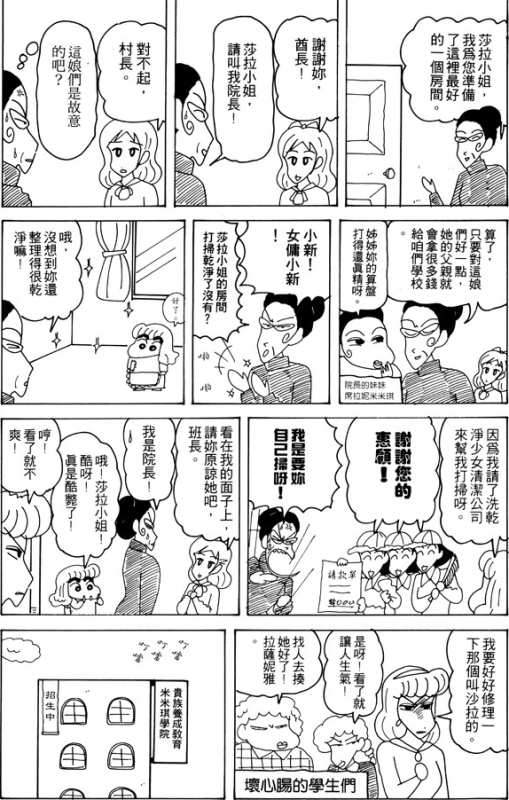 莎拉小姐，
我為您準備
了這裡最好
的一個房間。
謝謝妳，
酋長！
莎拉小姐，
請叫我院長！
對不起，
村長。
這娘們是故意
的吧？
算了，
只要對這娘
們好一點，
她的父親就
會拿很多錢
給咱們學校
。
姊姊妳的算盤
打得還真精呀。
院長的妹妹
席拉妮米米琪
小新！
女傭小新
！
莎拉小姐的房間
打掃乾淨了沒有？
啪
啪
哦，
沒想到妳還
整理得很乾
淨嘛！
好了。
因為我請了洗乾
淨少女清潔公司
來幫我打掃呀。
謝謝您的
惠顧！
請款單
我是要妳
自己掃呀！
看在我的面子上，
請妳原諒她吧，
班長。
我是院長！
哦！莎拉小姐！
酷呀！
真是酷斃了！
哼！
看了就不
爽！
我要好好修理一
下那個叫沙拉的。
是呀！看了就
讓人生氣！
找人去揍
她好了！
拉薩妮雅
壞心腸的學生們
噹
噹
噹
噹
貴族養成教育
米米琪學院
招生中